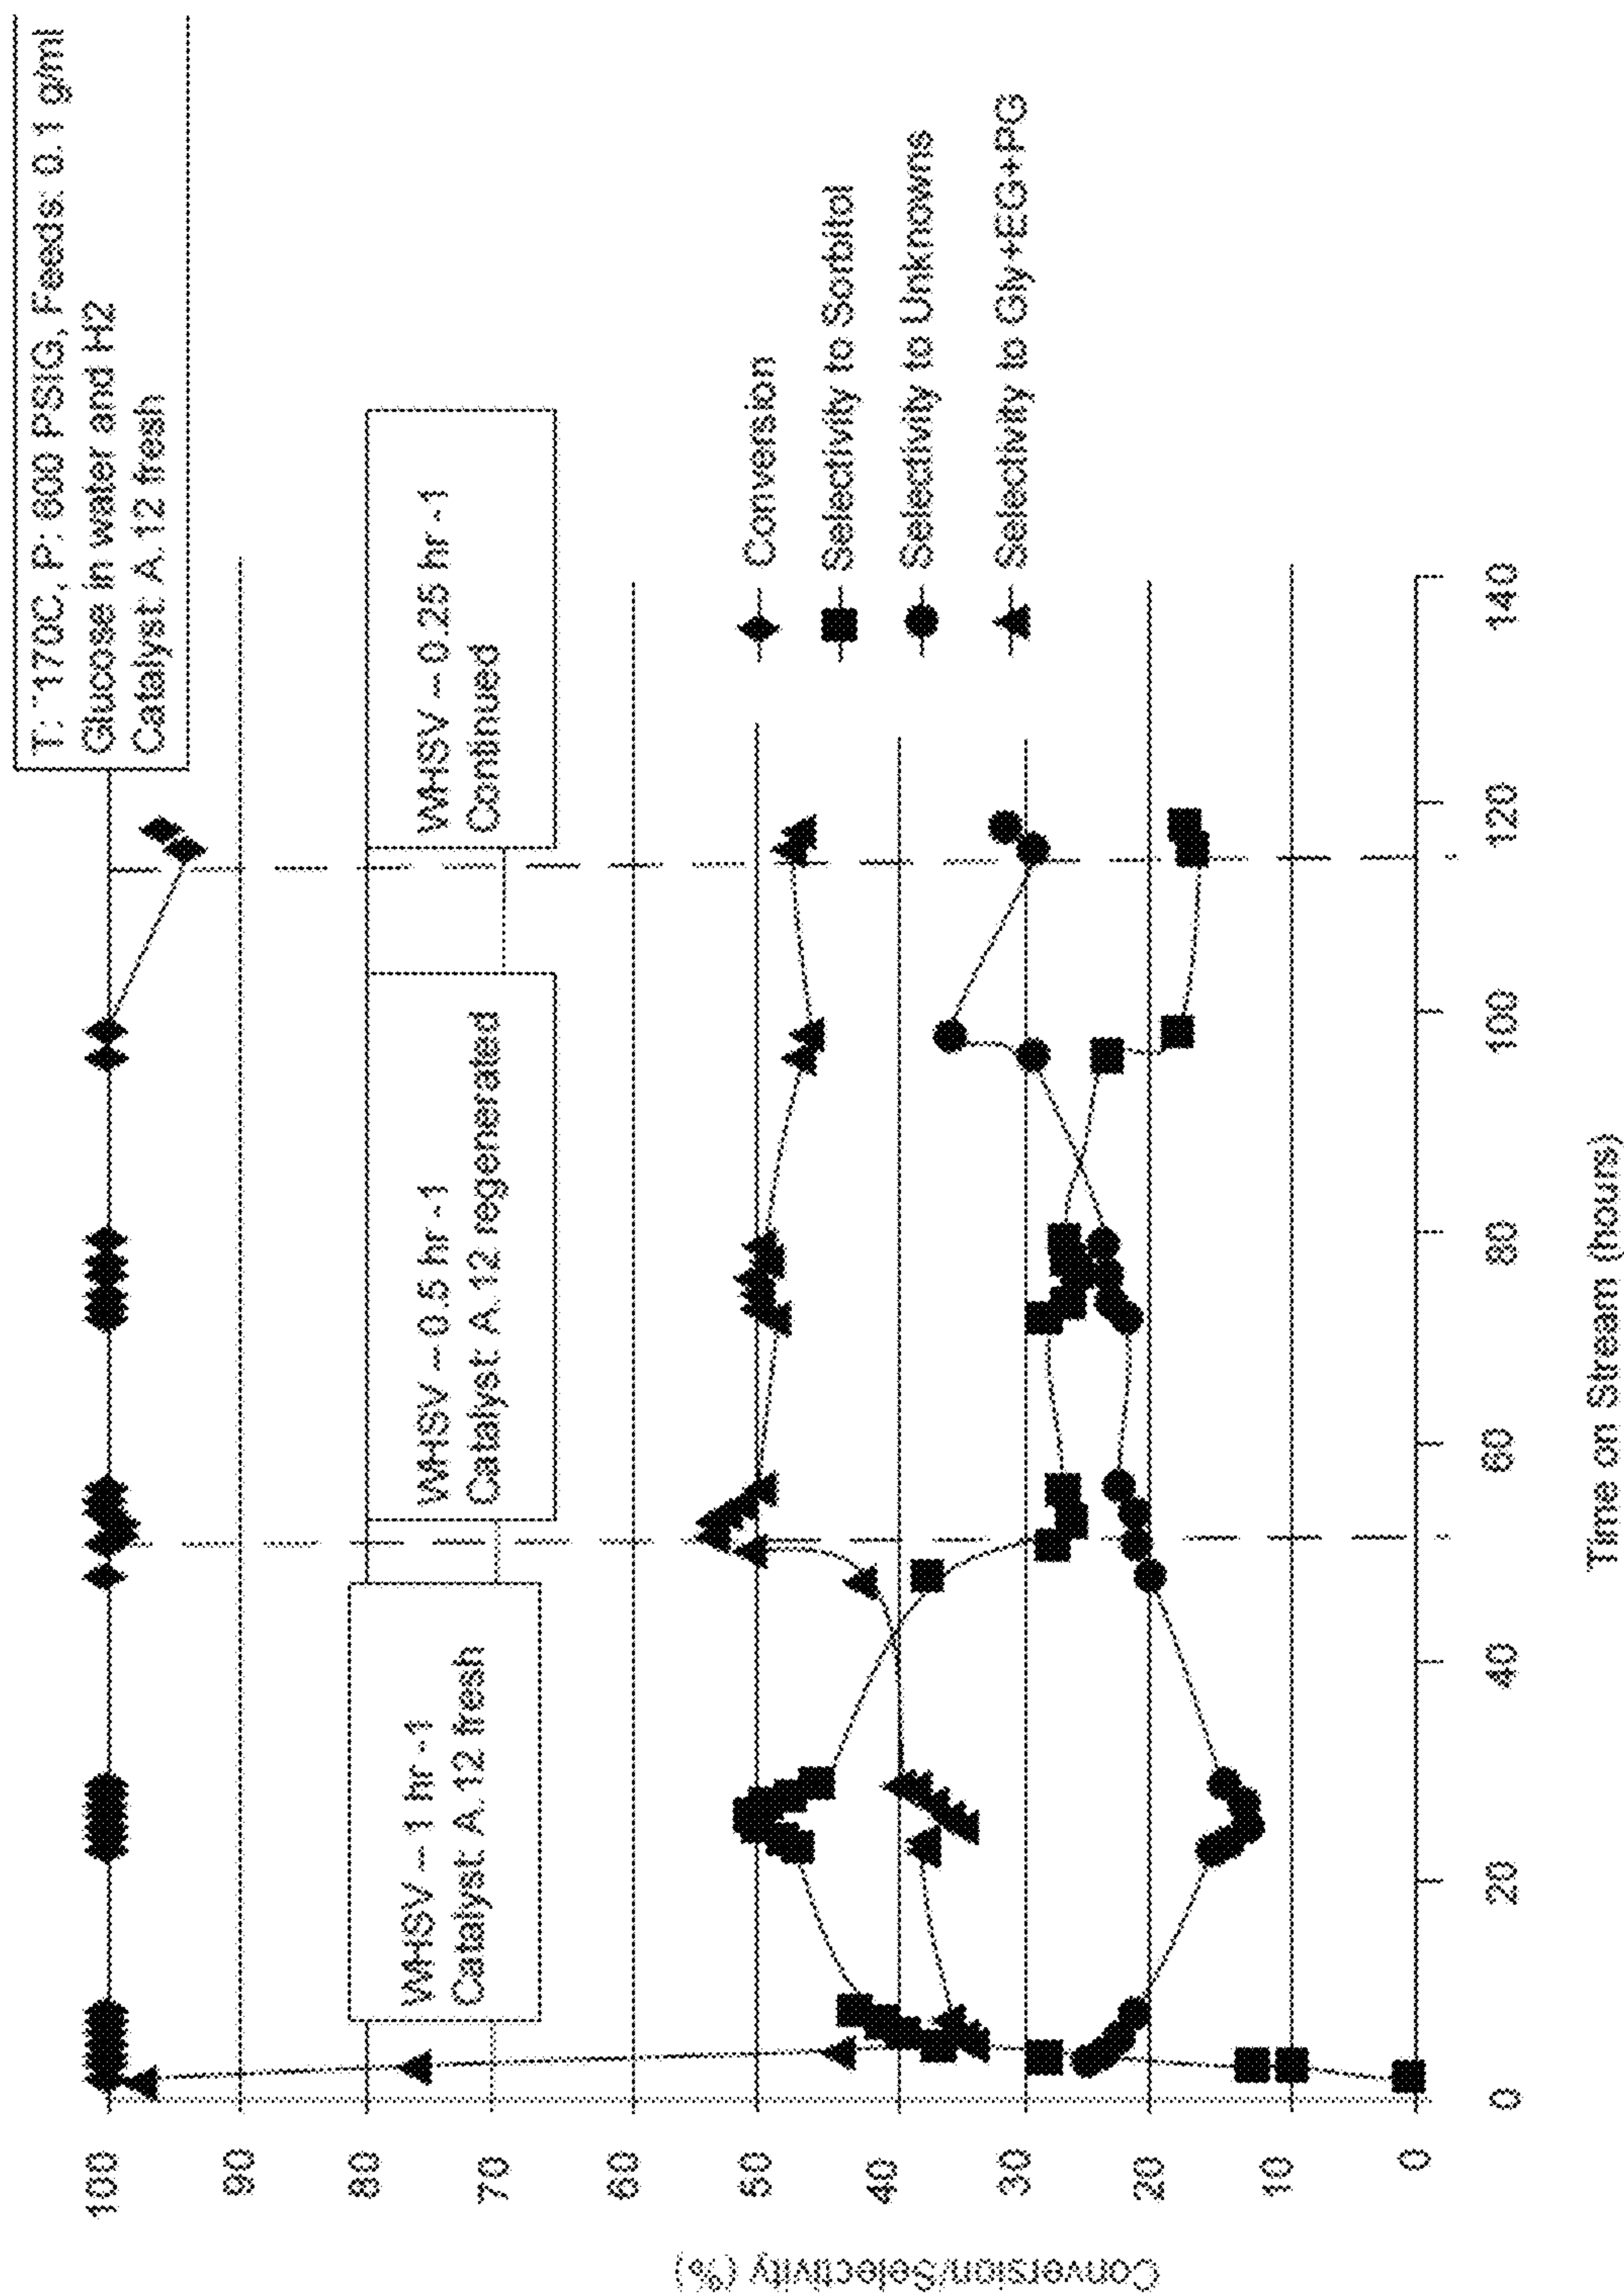 T: 170C, P: 600 PSIG, Feeds: 0.1 g/ml
Glucose in water and H2
Catalyst: A.12 fresh
WHSV – 1 hr -1
Catalyst: A.12 fresh
WHSV – 0.5 hr -1
Catalyst: A.12 regenerated
WHSV – 0.25 hr -1
Continued
Conversion
Selectivity to Sorbitol
Selectivity to Unknowns
Selectivity to Gly+EG+PG
Conversion/Selectivity (%)
100
90
80
70
60
50
40
30
20
10
0
0
20
40
60
80
100
120
140
Time on Stream (hours)